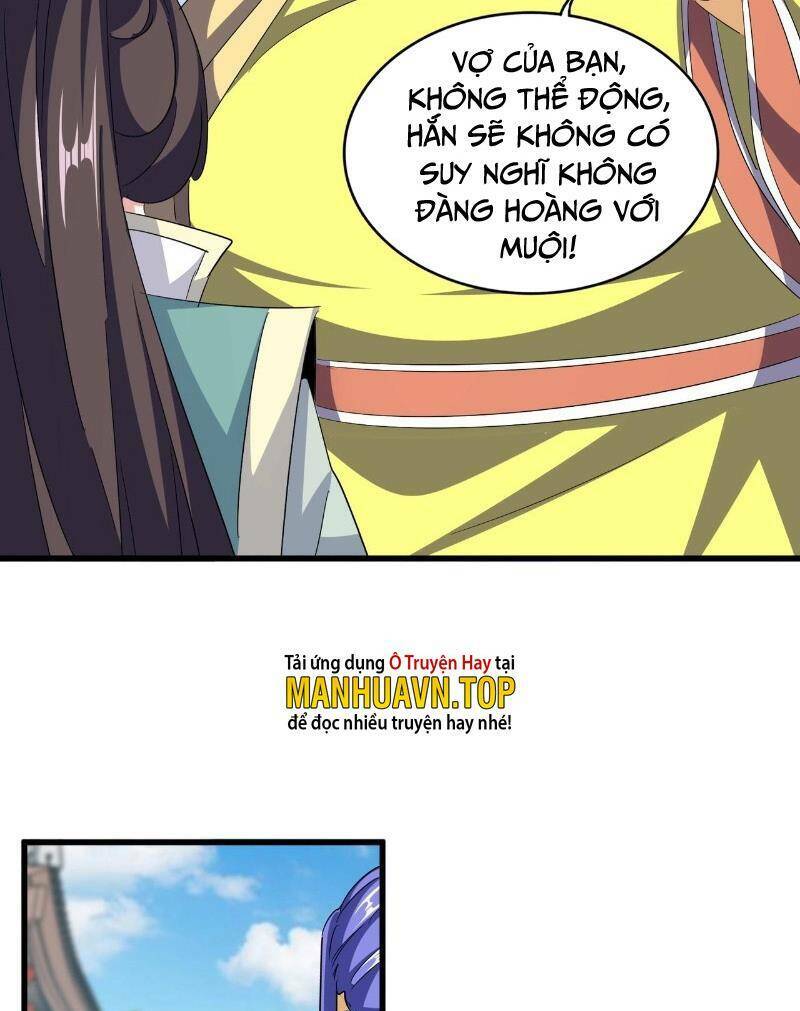 VỢ CỦA BẠN,
KHÔNG THỂ ĐỘNG,
HẮN SẼ KHÔNG CÓ
SUY NGHĨ KHÔNG
ĐÀNG HOÀNG VỚI
MUỘI!
Tải ứng dụng Ô Truyện Hay tại
MANHUAVN.TOP
để đọc nhiều truyện hay nhé!